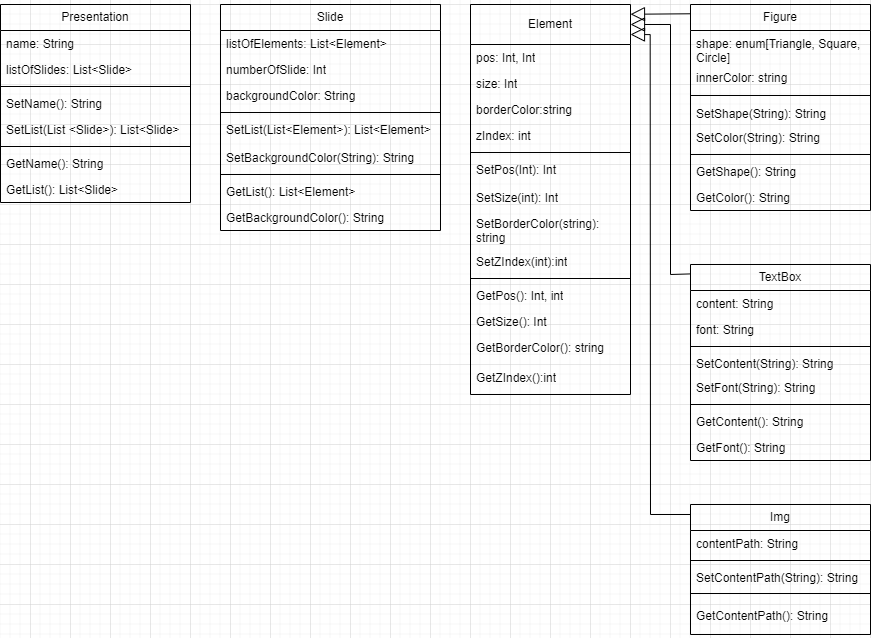 Presentation
name: String
listOfSlides: List<Slide>
SetName(): String
SetList(List <Slide>): List<Slide>
GetName(): String
GetList(): List<Slide>
Slide
listOfElements: List<Element>
numberOfSlide: Int
backgroundColor: String
SetList(List<Element>): List<Element>
SetBackgroundColor(String): String
GetList(): List<Element>
GetBackgroundColor(): String
Element
pos: Int, Int
size: Int
borderColor:string
zIndex: int
SetPos(Int): Int
SetSize(int): Int
SetBorderColor(string):
string
SetZIndex(int):int
GetPos(): Int, int
GetSize(): Int
GetBorderColor(): string
GetZIndex():int
Figure
shape: enum[Triangle, Square,
Circle]
innerColor: string
SetShape(String): String
SetColor(String): String
GetShape(): String
GetColor(): String
TextBox
content: String
font: String
SetContent(String): String
SetFont(String): String
GetContent(): String
GetFont(): String
Img
contentPath: String
SetContentPath(String): String
GetContentPath(): String